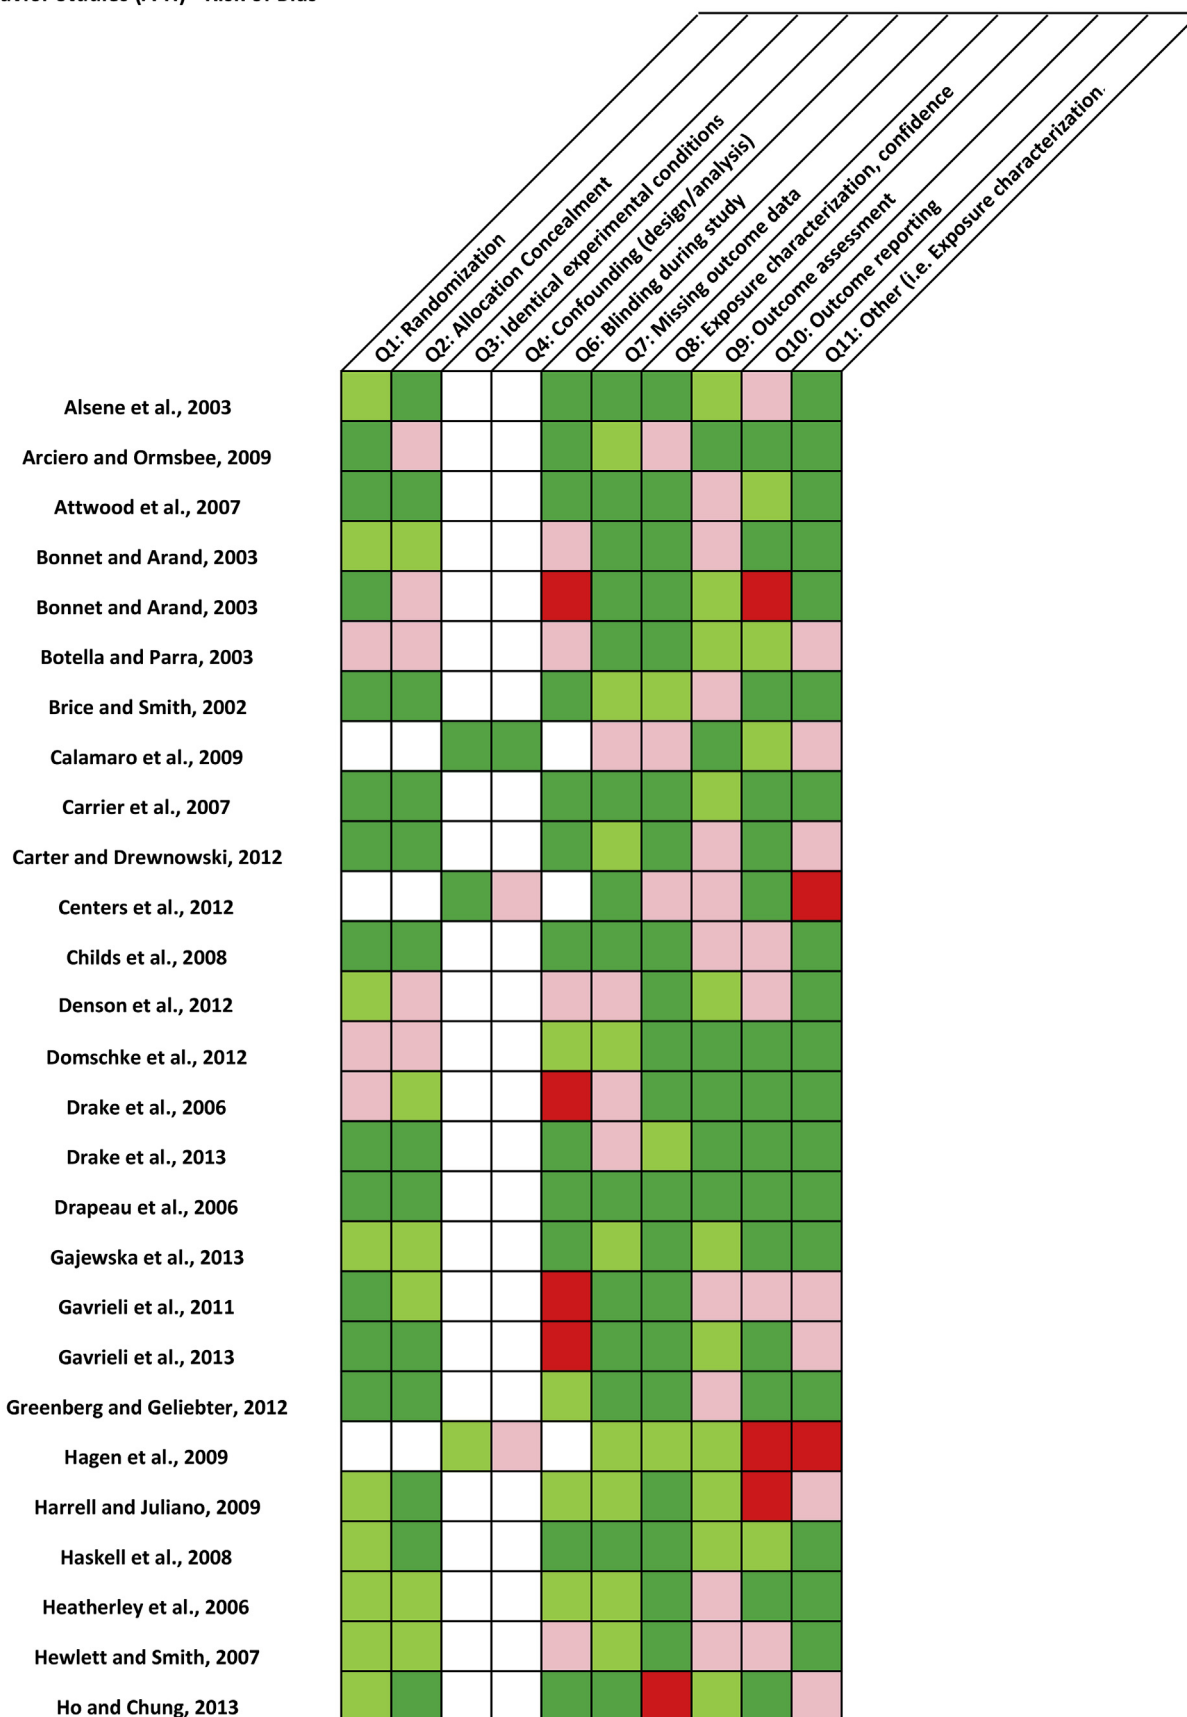 Studies (A-H) - Risk of Bias
Q1: Randomization
Q2: Allocation Concealment
Q3: Identical experimental conditions
Q4: Confounding (design/analysis)
Q6: Blinding during study
Q7: Missing outcome data
Q8: Exposure characterization, confidence
Q9: Outcome assessment
Q10: Outcome reporting
Q11: Other (i.e. Exposure characterization,
Alsene et al., 2003
Arciero and Ormsbee, 2009
Attwood et al., 2007
Bonnet and Arand, 2003
Bonnet and Arand, 2003
Botella and Parra, 2003
Brice and Smith, 2002
Calamaro et al., 2009
Carrier et al., 2007
Carter and Drewnowski, 2012
Centers et al., 2012
Childs et al., 2008
Denson et al., 2012
Domschke et al., 2012
Drake et al., 2006
Drake et al., 2013
Drapeau et al., 2006
Gajewska et al., 2013
Gavrieli et al., 2011
Gavrieli et al., 2013
Greenberg and Geliebter, 2012
Hagen et al., 2009
Harrell and Juliano, 2009
Haskell et al., 2008
Heatherley et al., 2006
Hewlett and Smith, 2007
Ho and Chung, 2013